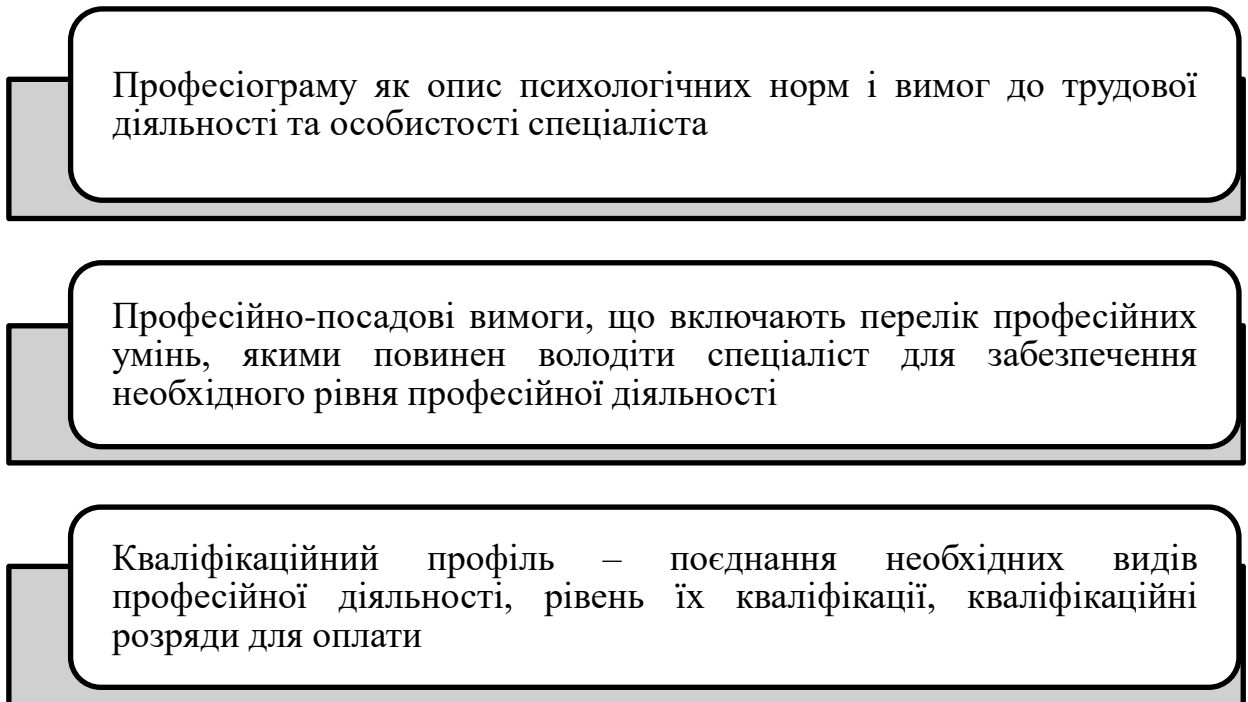 Професіограму як опис психологічних норм і вимог до трудової
діяльності та особистості спеціаліста
Професійно-посадові вимоги, що включають перелік професійних
умінь, якими повинен володіти спеціаліст для забезпечення
необхідного рівня професійної діяльності
Кваліфікаційний профіль – поєднання необхідних видів
професійної діяльності, рівень їх кваліфікації, кваліфікаційні
розряди для оплати